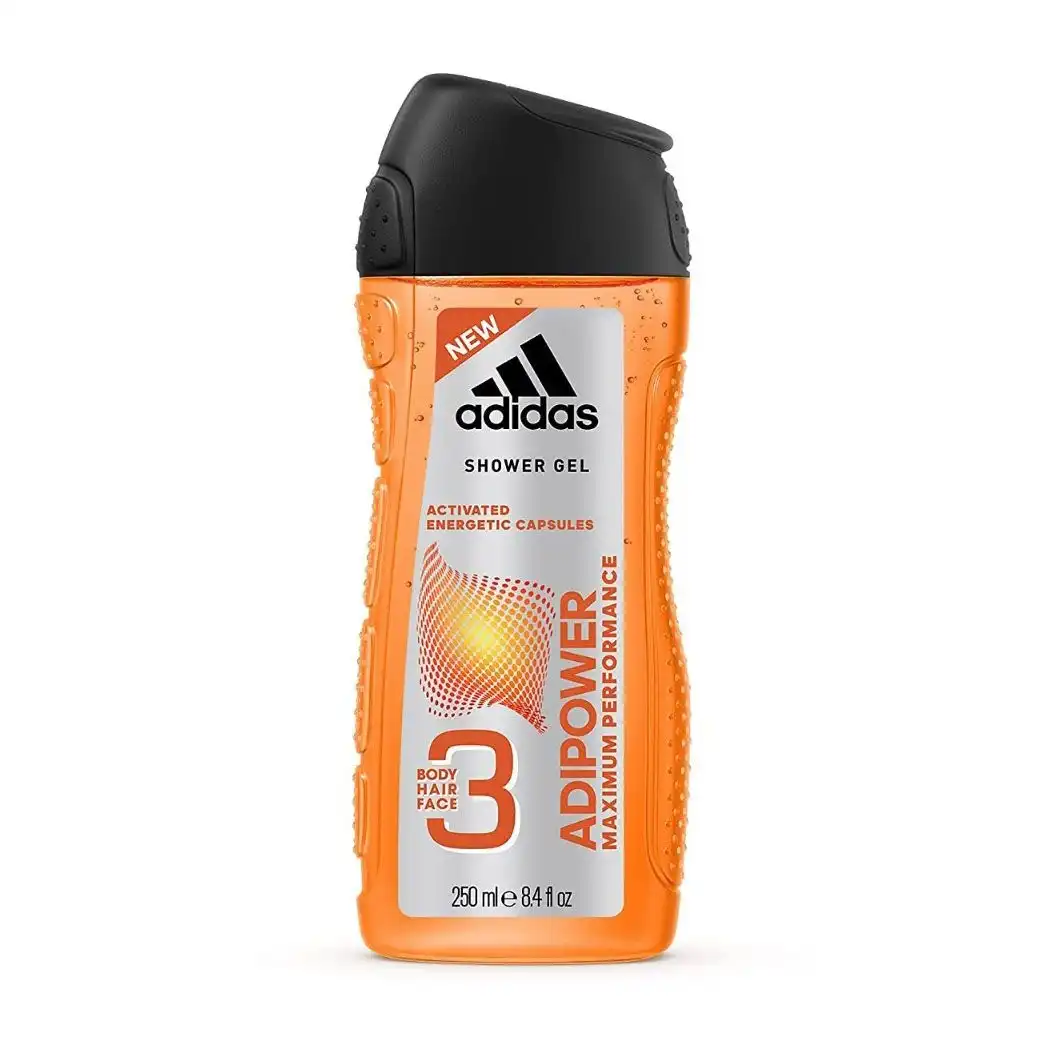 NEW
adidas
SHOWER GEL
ACTIVATED
ENERGETIC CAPSULES
ADIPOWER
MAXIMUM PERFORMANCE
3
BODY
HAIR
FACE
250 ml e 8.4 fl oz